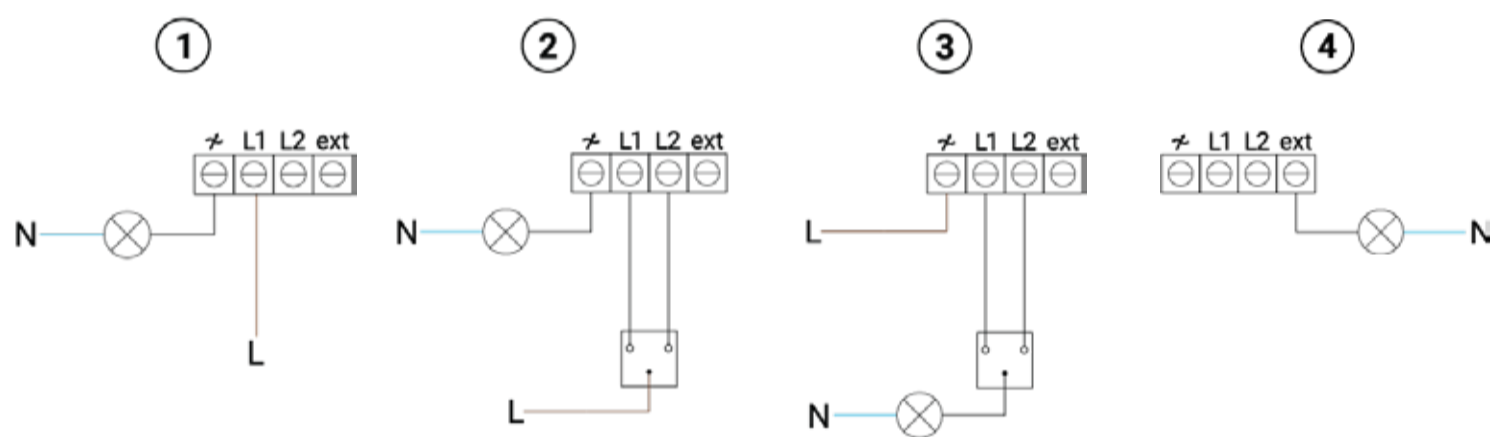 1 2 3 4
≁ L1 L2 ext ≁ L1 L2 ext ≁ L1 L2 ext ≁ L1 L2 ext
N N L N
L
L N